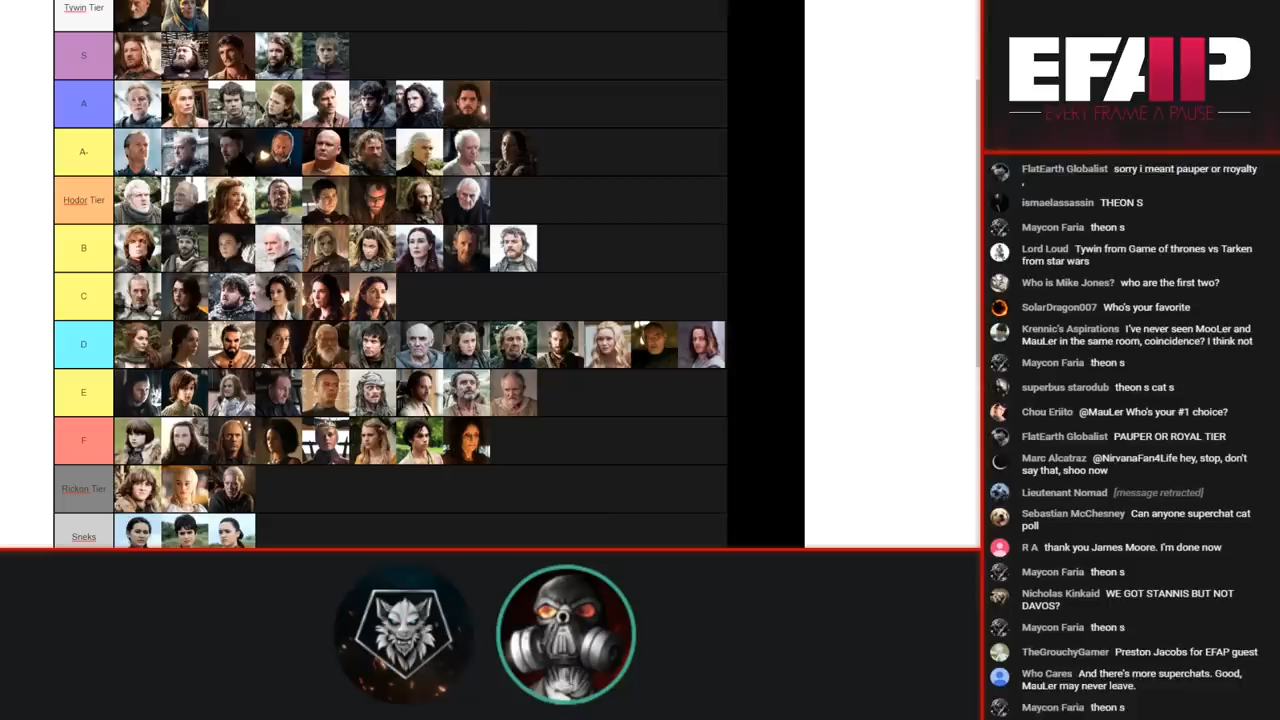 Tywin Tier
S
A
A-
Hodor Tier
B
C
D
E
F
Rickon Tier
Sneks
EFAP
EVERY FRAME A PAUSE
FlatEarth Globalist sorry i meant pauper or rroyalty
,
ismaelassassin THEON S
Maycon Faria theon s
Lord Loud Tywin from Game of thrones vs Tarken
from star wars
Who is Mike Jones? who are the first two?
SolarDragon007 Who's your favorite
Krennic's Aspirations I've never seen MooLer and
MauLer in the same room, coincidence? I think not
Maycon Faria theon s
superbus starodub theon s cat s
Chou Eriito @MauLer Who's your #1 choice?
FlatEarth Globalist PAUPER OR ROYAL TIER
Marc Alcatraz @NirvanaFan4Life hey, stop, don't
say that, shoo now
Lieutenant Nomad [message retracted]
Sebastian McChesney Can anyone superchat cat
poll
R A thank you James Moore. I'm done now
Maycon Faria theon s
Nicholas Kinkaid WE GOT STANNIS BUT NOT
DAVOS?
Maycon Faria theon s
TheGrouchyGamer Preston Jacobs for EFAP guest
Who Cares And there's more superchats. Good,
MauLer may never leave.
Maycon Faria theon s